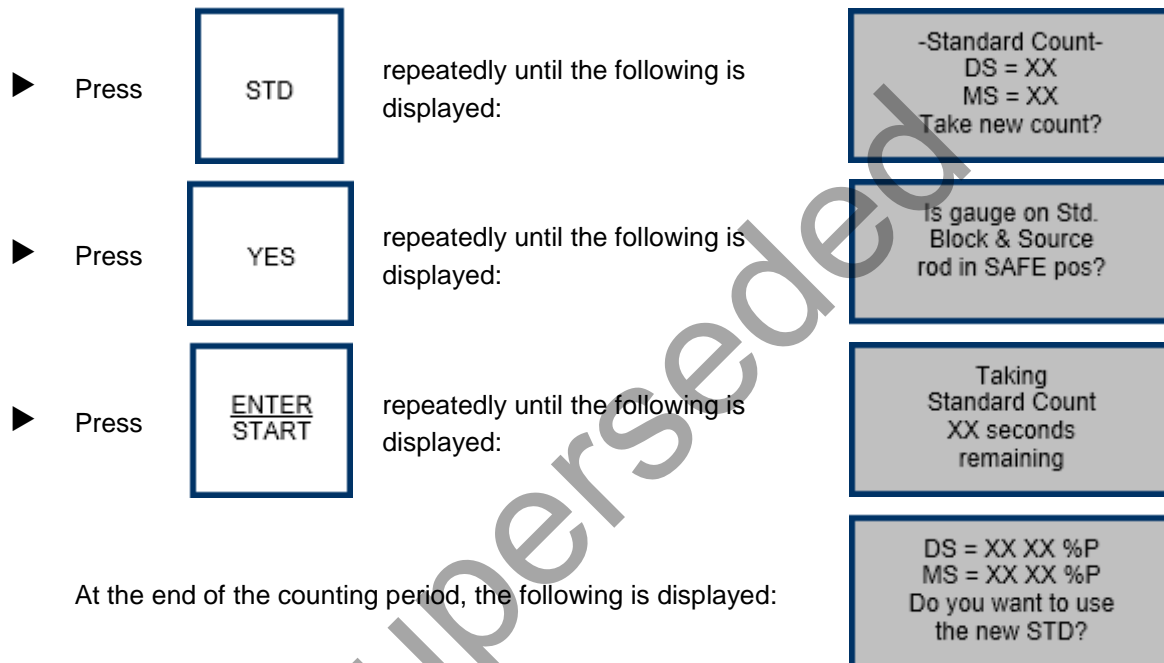 ▶ Press STD repeatedly until the following is
displayed:
-Standard Count-
DS = XX
MS = XX
Take new count?
▶ Press YES repeatedly until the following is
displayed:
Is gauge on Std.
Block & Source
rod in SAFE pos?
▶ Press ENTER
START
repeatedly until the following is
displayed:
Taking
Standard Count
XX seconds
remaining
At the end of the counting period, the following is displayed:
DS = XX XX %P
MS = XX XX %P
Do you want to use
the new STD?
uperseded